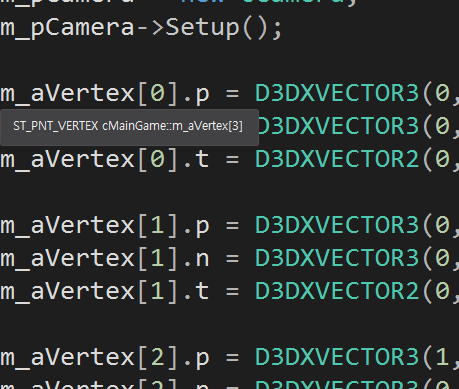 m_pCamera = new cCamera;
m_pCamera->Setup();
m_aVertex[0].p = D3DXVECTOR3(0,
ST_PNT_VERTEX cMainGame::m_aVertex[3]
D3DXVECTOR3(0,
m_aVertex[0].t = D3DXVECTOR2(0,
m_aVertex[1].p = D3DXVECTOR3(0,
m_aVertex[1].n = D3DXVECTOR3(0,
m_aVertex[1].t = D3DXVECTOR2(0,
m_aVertex[2].p = D3DXVECTOR3(1,
m_aVertex[2].n = D3DXVECTOR3(0,